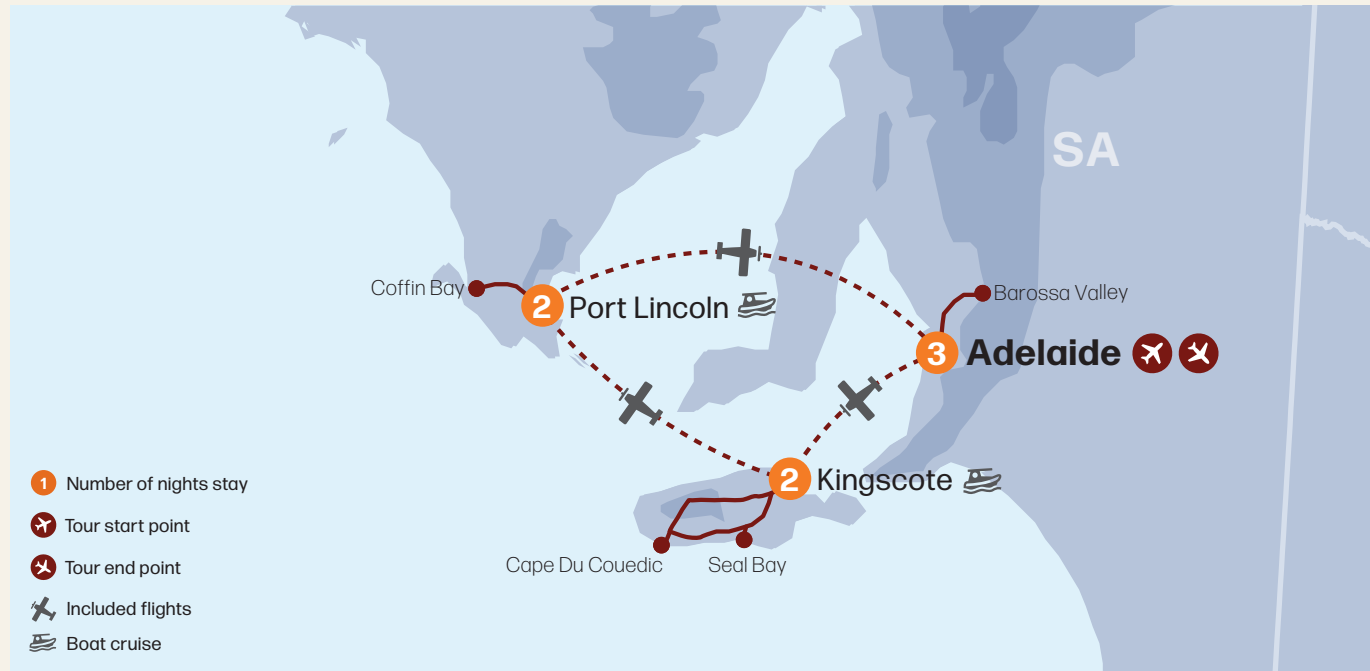 SA
Coffin Bay
2 Port Lincoln
Barossa Valley
3 Adelaide
2 Kingscote
Cape Du Couedic
Seal Bay
1 Number of nights stay
Tour start point
Tour end point
Included flights
Boat cruise